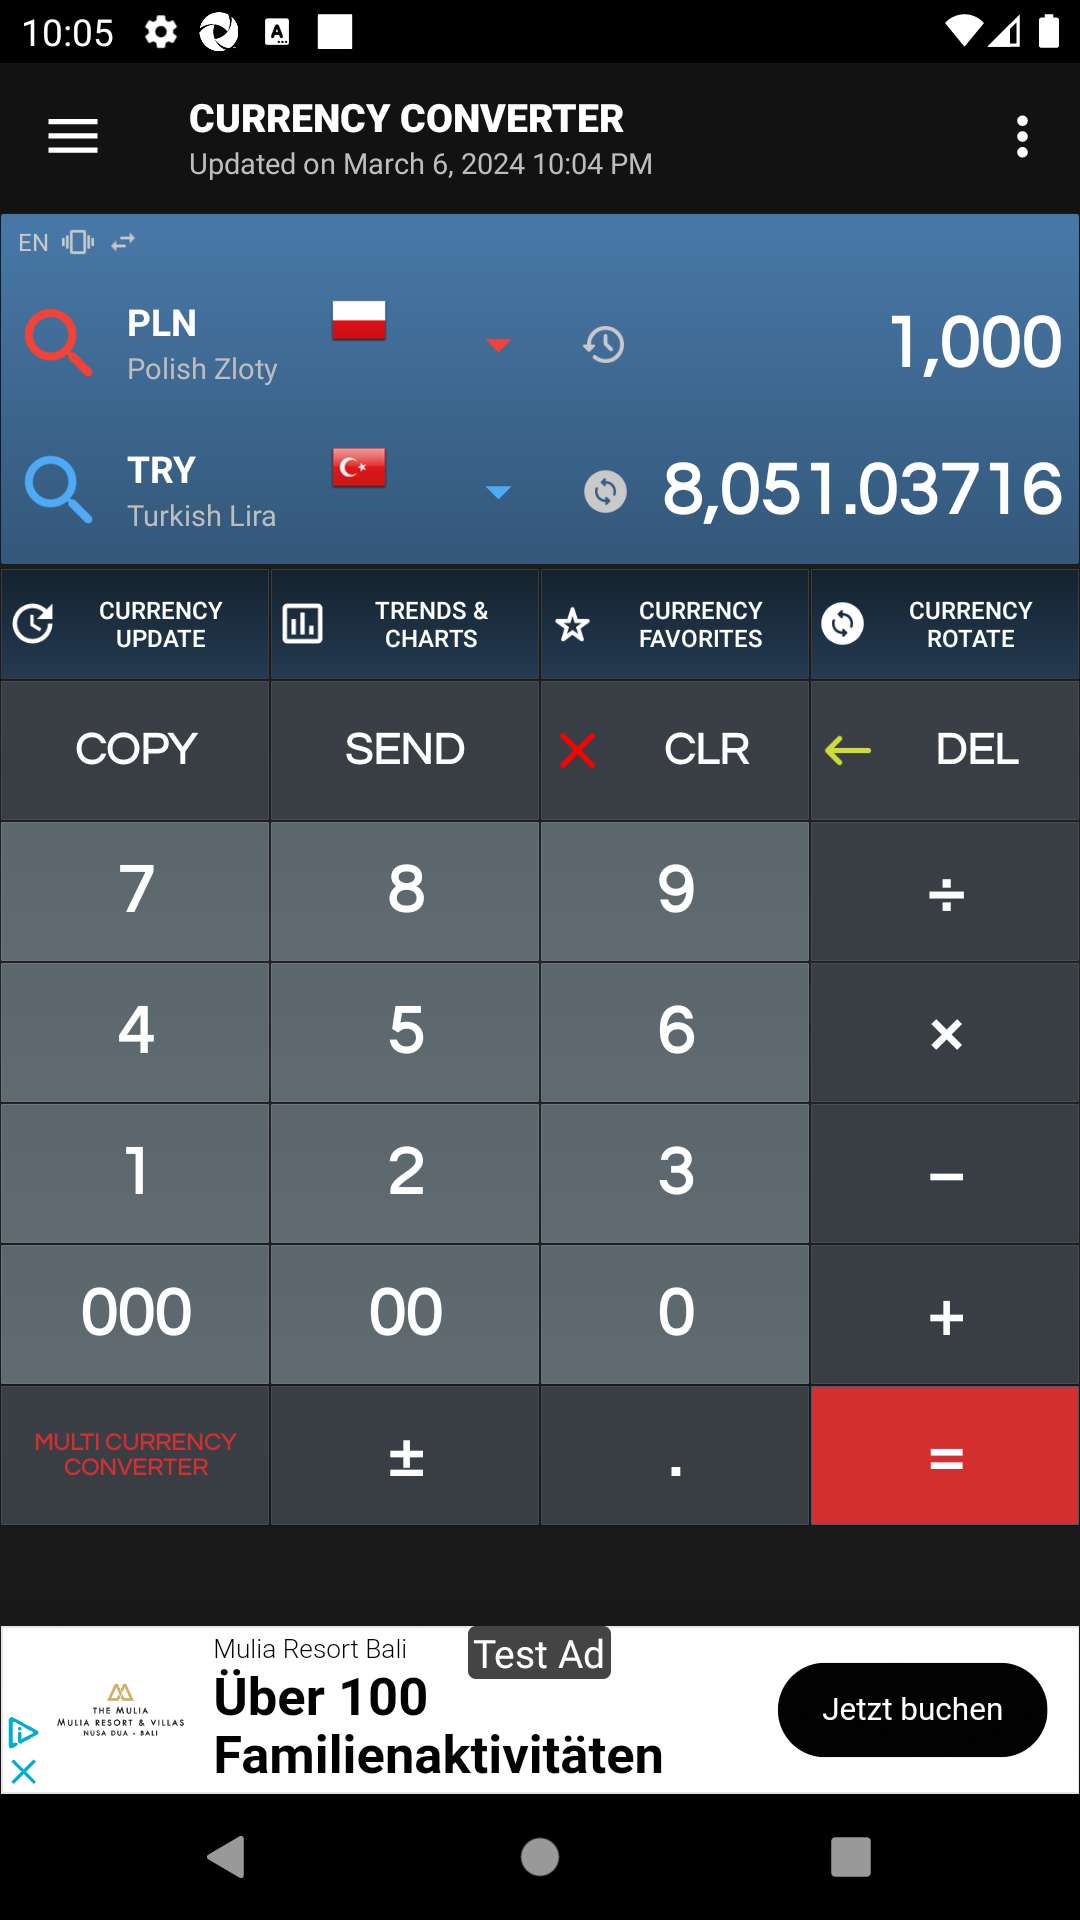 10:05
CURRENCY CONVERTER
Updated on March 6, 2024 10:04 PM
EN
PLN
Polish Zloty
1,000
TRY
Turkish Lira
8,051.03716
CURRENCY UPDATE
TRENDS & CHARTS
CURRENCY FAVORITES
CURRENCY ROTATE
COPY
SEND
CLR
DEL
7
8
9
÷
4
5
6
×
1
2
3
−
000
00
0
+
MULTI CURRENCY CONVERTER
±
.
=
Mulia Resort Bali
Test Ad
Über 100
Familienaktivitäten
THE MULIA
MULIA RESORT & VILLAS
NUSA DUA - BALI
Jetzt buchen